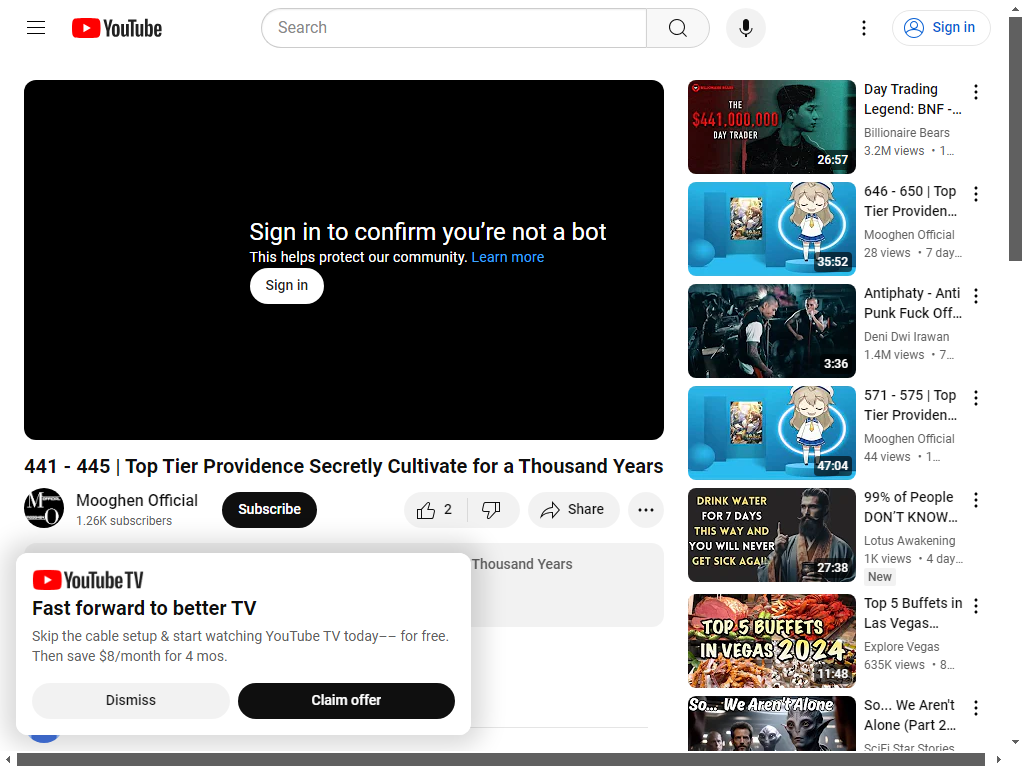 YouTube
Search
Sign in
Sign in to confirm you’re not a bot
This helps protect our community. Learn more
Sign in
441 - 445 | Top Tier Providence Secretly Cultivate for a Thousand Years
Mooghen Official
1.26K subscribers
Subscribe
2
Share
Thousand Years
YouTube TV
Fast forward to better TV
Skip the cable setup & start watching YouTube TV today–– for free.
Then save $8/month for 4 mos.
Dismiss
Claim offer
THE
$441.000.000
DAY TRADER
26:57
Day Trading
Legend: BNF -...
Billionaire Bears
3.2M views • 1...
35:52
646 - 650 | Top
Tier Providen...
Mooghen Official
28 views • 7 day...
3:36
Antiphaty - Anti
Punk Fuck Off...
Deni Dwi Irawan
1.4M views • 7...
47:04
571 - 575 | Top
Tier Providen...
Mooghen Official
44 views • 1...
DRINK WATER
FOR 7 DAYS
THIS WAY AND
YOU WILL NEVER
GET SICK AGAI
27:38
99% of People
DON’T KNOW...
Lotus Awakening
1K views • 4 day...
New
TOP 5 BUFFETS
IN VEGAS 2024
11:48
Top 5 Buffets in
Las Vegas...
Explore Vegas
635K views • 8...
So... We Aren't Alone
So... We Aren't
Alone (Part 2...
SciFi Star Stories